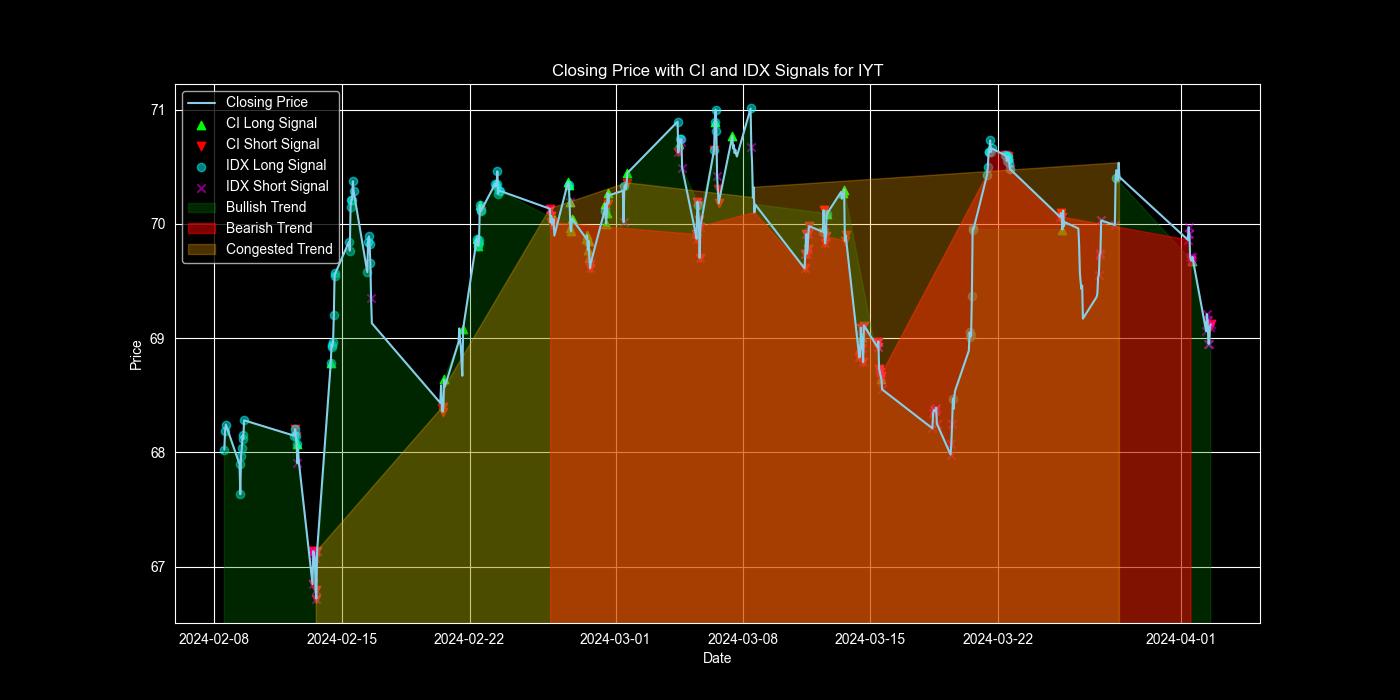 Closing Price with CI and IDX Signals for IYT
Closing Price
CI Long Signal
CI Short Signal
IDX Long Signal
IDX Short Signal
Bullish Trend
Bearish Trend
Congested Trend
71
70
69
68
67
Price
2024-02-08 2024-02-15 2024-02-22 2024-03-01 2024-03-08 2024-03-15 2024-03-22 2024-04-01
Date